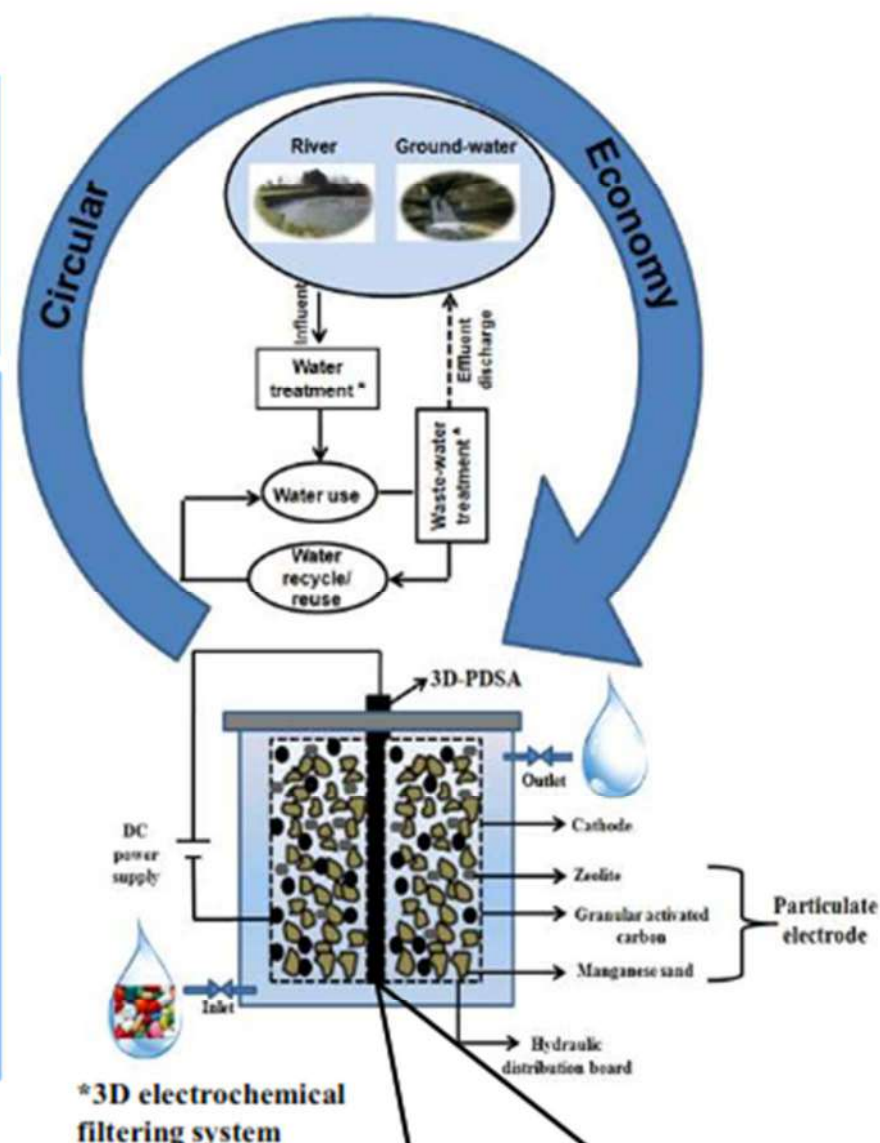 Circular
Economy
River
Ground-water
Influent
Effluent
discharge
Water
treatment*
Waste-water
treatment*
Water use
Water
recycle/
reuse
3D-PDSA
Outlet
DC
power
supply
Cathode
Zeolite
Granular activated
carbon
Manganese sand
Particulate
electrode
Inlet
Hydraulic
distribution board
*3D electrochemical
filtering system